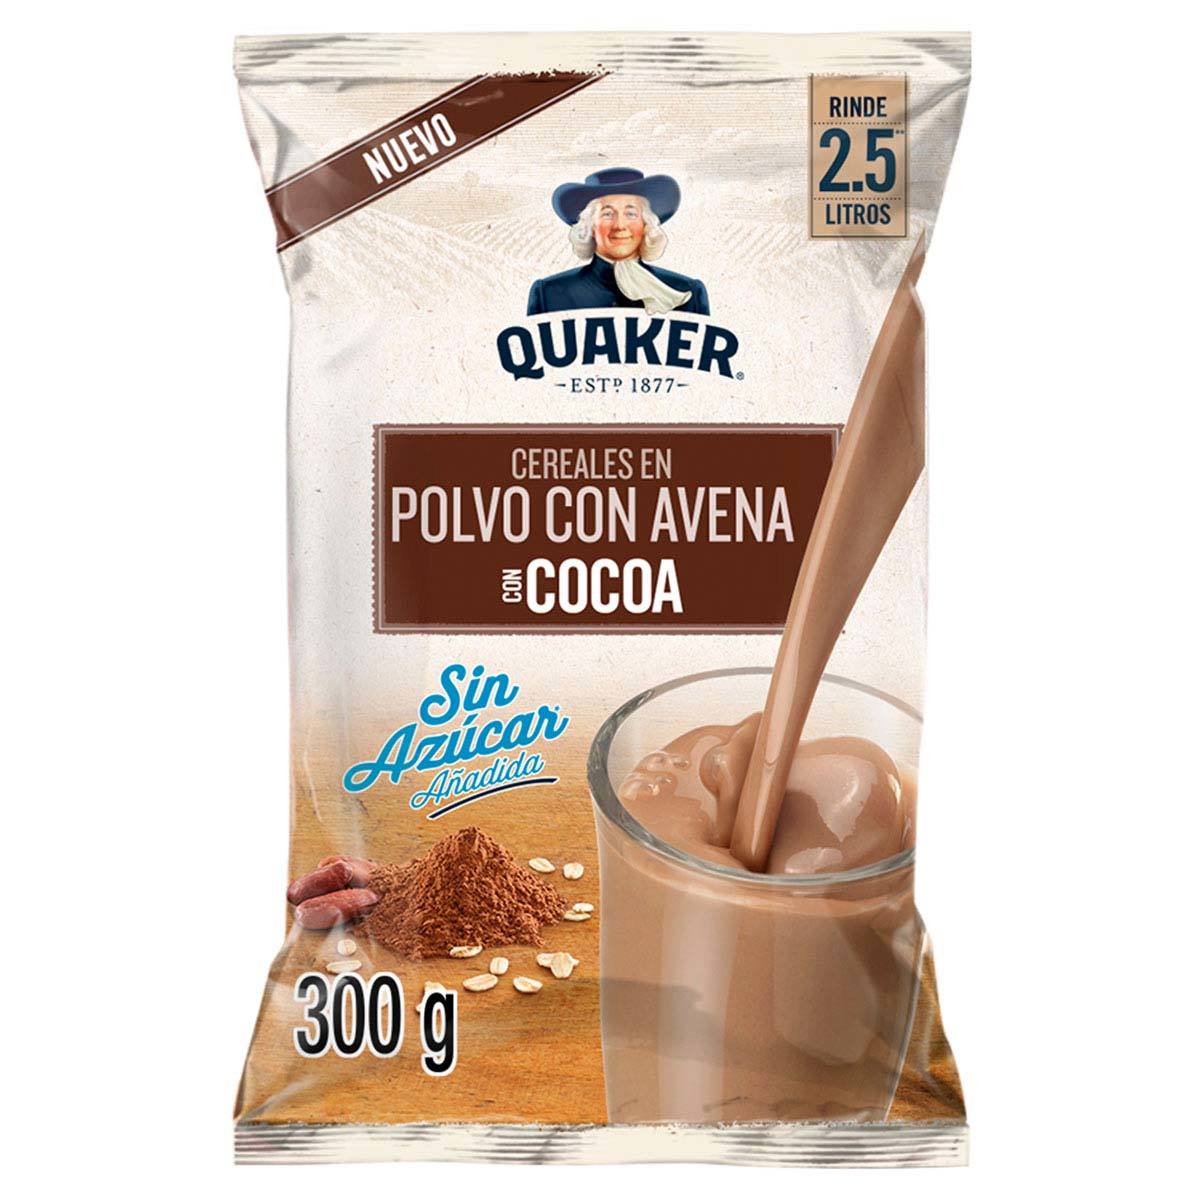 NUEVO
RINDE
2.5**
LITROS
QUAKER®
ESTD 1877
CEREALES EN
POLVO CON AVENA
CON COCOA
Sin
Azúcar*
Añadida
300 g